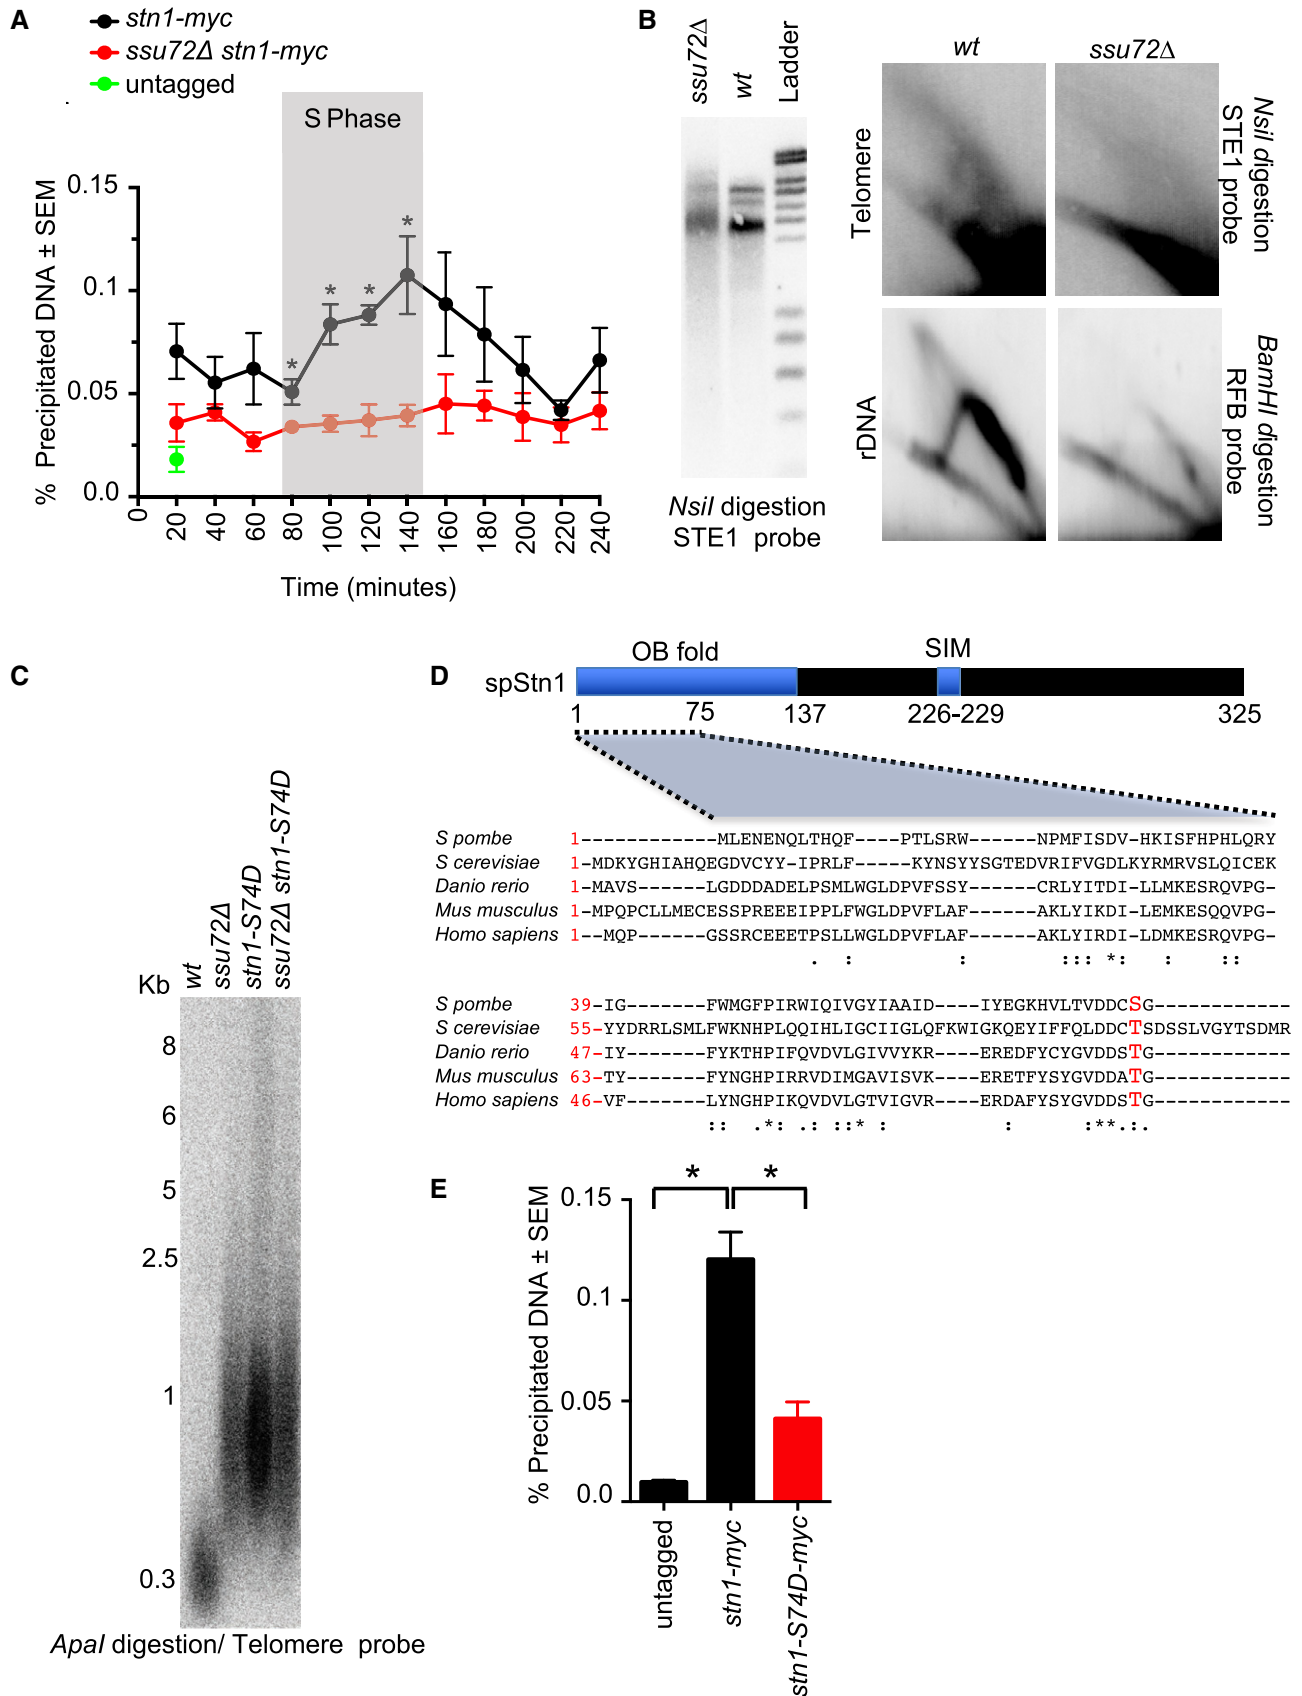 A
stn1-myc
ssu72Δ stn1-myc
untagged
S Phase
% Precipitated DNA ± SEM
0.15
0.1
0.05
0.0
* * * *
0 20 40 60 80 100 120 140 160 180 200 220 240
Time (minutes)
B
ssu72Δ wt Ladder
NsiI digestion
STE1 probe
wt ssu72Δ
Telomere
NsiI digestion
STE1 probe
rDNA
BamHI digestion
RFB probe
C
wt ssu72Δ stn1-S74D ssu72Δ stn1-S74D
Kb
8
6
5
2.5
1
0.3
ApaI digestion/ Telomere probe
D
OB fold SIM
spStn1
1 75 137 226-229 325
S pombe 1------------MLENENQLTHQF----PTLSRW------NPMFISDV-HKISFHPHLQRY
S cerevisiae 1-MDKYGHIAHQEGDVCYY-IPRLF-----KYNSYYSGTEDVRIFVGDLKYRMRVSLQICEK
Danio rerio 1-MAVS-------LGDDDADELPSMLWGLDPVFSSY------CRLYITDI-LLMKESRQVPG-
Mus musculus 1-MPQPCLLMECESSPREEEIPPLFWGLDPVFLAF------AKLYIKDI-LEMKESQQVPG-
Homo sapiens 1--MQP-------GSSRCEEETPSLLWGLDPVFLAF------AKLYIRDI-LDMKESRQVPG-
. : : ::: *: : ::
S pombe 39-IG-------FWMGFPIRWIQIVGYIAAID----IYEGKHVLTVDDCSG------------
S cerevisiae 55-YYDRRLSMLFWKNHPLQQIHLIGCIIGLQFKWIGKQEYIFFQLDDCTSDSSLVGYTSDMR
Danio rerio 47-IY-------FYKTHPIFQVDVLGIVVYKR----EREDFYCYGVDDSTG------------
Mus musculus 63-TY-------FYNGHPIRRVDIMGAVISVK----ERETFYSYGVDDATG------------
Homo sapiens 46-VF-------LYNGHPIKQVDVLGTVIGVR----ERDAFYSYGVDDSTG------------
:: .*: .: ::* : : :**.:.
E
% Precipitated DNA ± SEM
0.15
0.1
0.05
0.0
* *
untagged stn1-myc stn1-S74D-myc